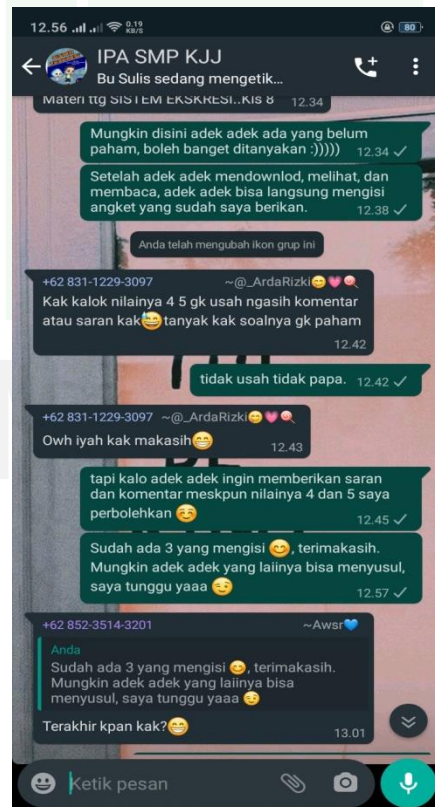 12.56 0.19 KB/S 80
IPA SMP KJJ
Bu Sulis sedang mengetik...
Materi ttg SISTEM EKSKRESI..Kls 8 12.34
Mungkin disini adek adek ada yang belum
paham, boleh banget ditanyakan :))))) 12.34
Setelah adek adek mendownlod, melihat, dan
membaca, adek adek bisa langsung mengisi
angket yang sudah saya berikan. 12.38
Anda telah mengubah ikon grup ini
+62 831-1229-3097 ~@_ArdaRizki😊💗🍭
Kak kalok nilainya 4 5 gk usah ngasih komentar
atau saran kak😅tanyak kak soalnya gk paham
12.42
tidak usah tidak papa. 12.42
+62 831-1229-3097 ~@_ArdaRizki😊💗🍭
Owh iyah kak makasih😁 12.43
tapi kalo adek adek ingin memberikan saran
dan komentar meskpun nilainya 4 dan 5 saya
perbolehkan ☺️ 12.45
Sudah ada 3 yang mengisi 😊, terimakasih.
Mungkin adek adek yang laiinya bisa menyusul,
saya tunggu yaaa 😉 12.57
+62 852-3514-3201 ~Awsr💙
Anda
Sudah ada 3 yang mengisi 😊, terimakasih.
Mungkin adek adek yang laiinya bisa
menyusul, saya tunggu yaaa 😉
Terakhir kpan kak?😁 13.01
Ketik pesan